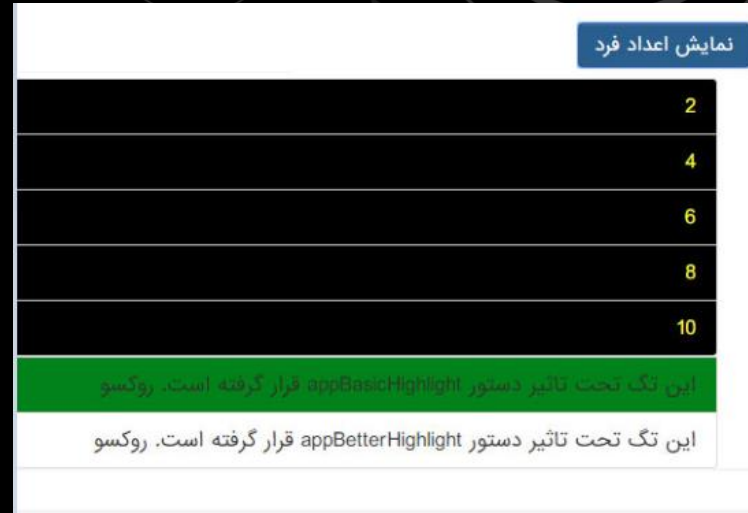 نمایش اعداد فرد
2
4
6
8
10
این تگ تحت تاثیر دستور appBasicHighlight قرار گرفته است. روکسو
این تگ تحت تاثیر دستور appBetterHighlight قرار گرفته است. روکسو